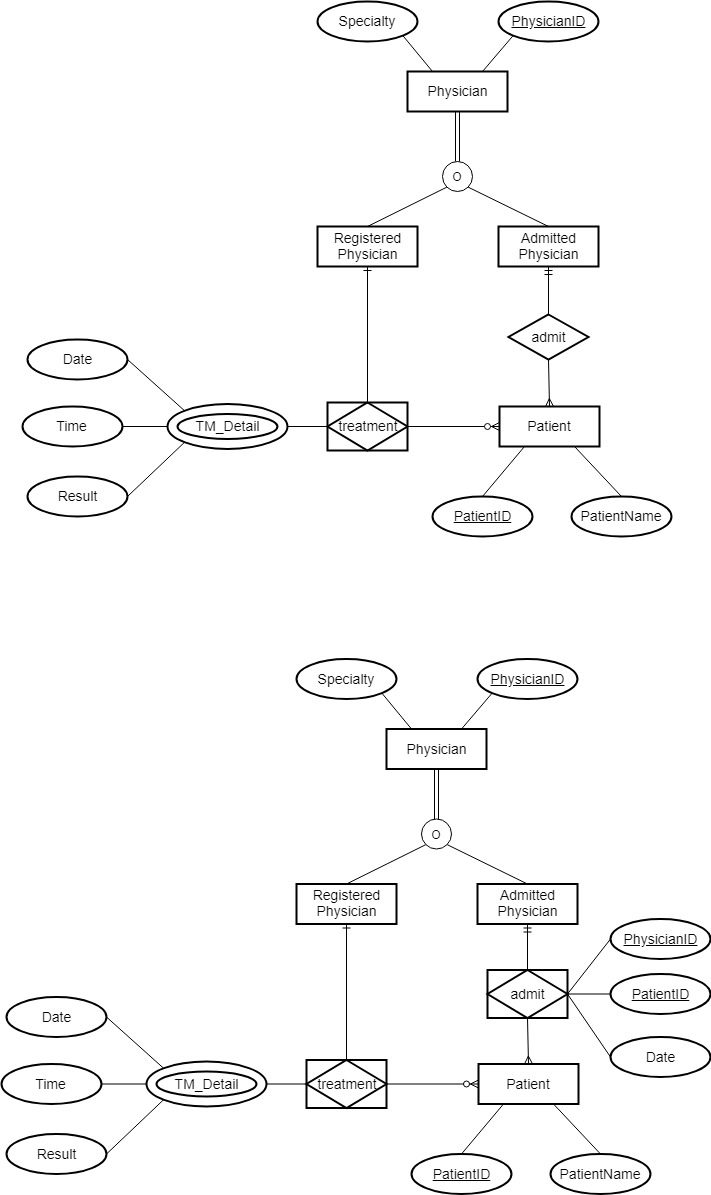 Specialty
PhysicianID
Physician
O
Registered
Physician
Admitted
Physician
admit
Date
Time
TM_Detail
treatment
Patient
Result
PatientID
PatientName
Specialty
PhysicianID
Physician
O
Registered
Physician
Admitted
Physician
PhysicianID
admit
PatientID
Date
Date
Time
TM_Detail
treatment
Patient
Result
PatientID
PatientName